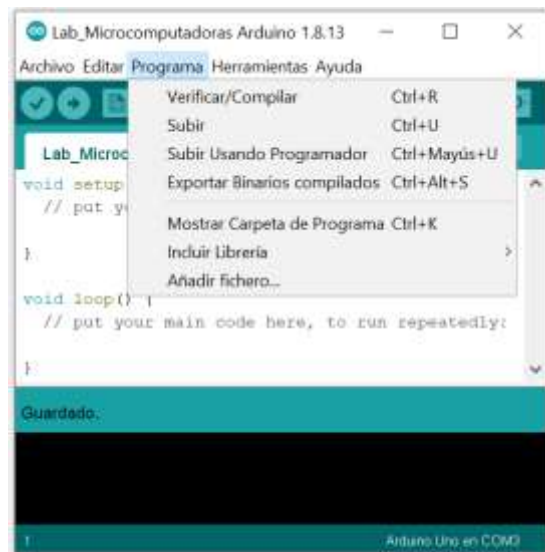 Lab_Microcomputadoras Arduino 1.8.13
Archivo Editar Programa Herramientas Ayuda
Verificar/Compilar Ctrl+R
Subir Ctrl+U
Subir Usando Programador Ctrl+Mayús+U
Exportar Binarios compilados Ctrl+Alt+S
Mostrar Carpeta de Programa Ctrl+K
Incluir Librería
Añadir fichero...
Lab_Microc
void setup
// put yo
}
void loop() {
// put your main code here, to run repeatedly:
}
Guardado.
1 Arduino Uno en COM3